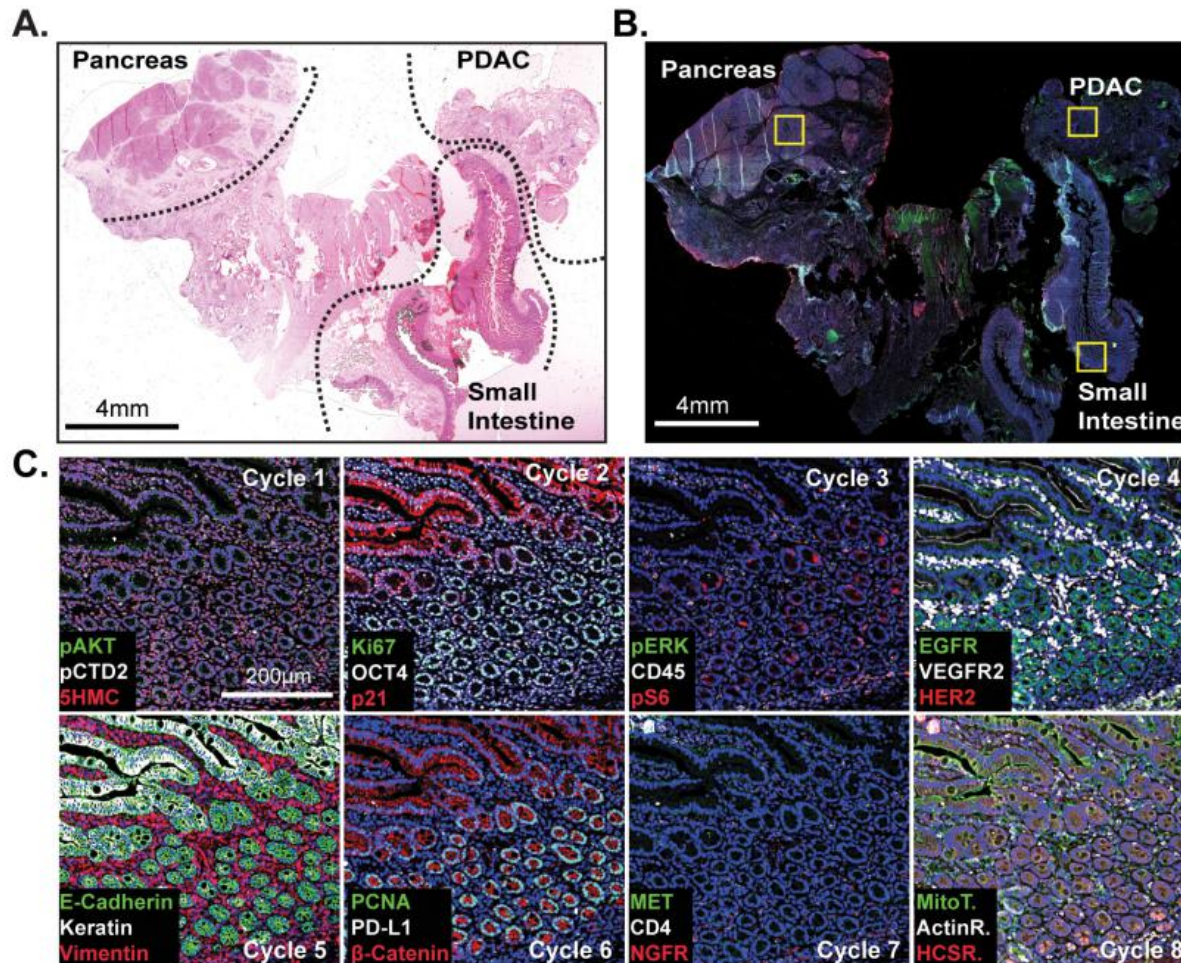 A.
Pancreas
PDAC
Small
Intestine
4mm
B.
Pancreas
PDAC
Small
Intestine
4mm
C.
Cycle 1
pAKT
pCTD2
5HMC
200μm
Cycle 2
Ki67
OCT4
p21
Cycle 3
pERK
CD45
pS6
Cycle 4
EGFR
VEGFR2
HER2
E-Cadherin
Keratin
Vimentin
Cycle 5
PCNA
PD-L1
β-Catenin
Cycle 6
MET
CD4
NGFR
Cycle 7
MitoT.
ActinR.
HCSR.
Cycle 8